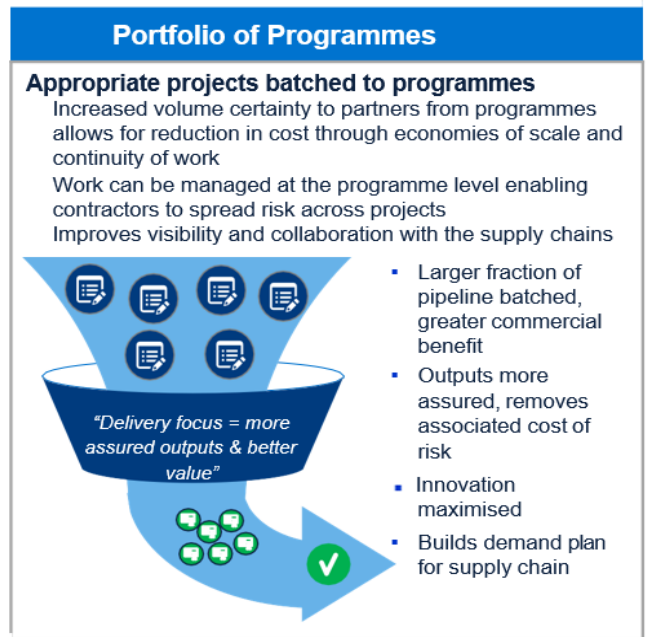 Portfolio of Programmes
Appropriate projects batched to programmes
Increased volume certainty to partners from programmes
allows for reduction in cost through economies of scale and
continuity of work
Work can be managed at the programme level enabling
contractors to spread risk across projects
Improves visibility and collaboration with the supply chains
"Delivery focus = more
assured outputs & better
value"
▪ Larger fraction of
pipeline batched,
greater commercial
benefit
▪ Outputs more
assured, removes
associated cost of
risk
▪ Innovation
maximised
▪ Builds demand plan
for supply chain